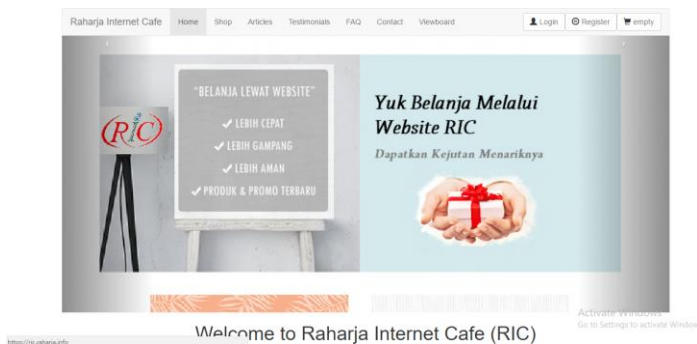 Raharja Internet Cafe Home Shop Articles Testimonials FAQ Contact Viewboard Login Register empty
"BELANJA LEWAT WEBSITE"
LEBIH CEPAT
LEBIH GAMPANG
LEBIH AMAN
PRODUK & PROMO TERBARU
RIC
Yuk Belanja Melalui
Website RIC
Dapatkan Kejutan Menariknya
Welcome to Raharja Internet Cafe (RIC)
Activate Windows
Go to Settings to activate Window
https://ric.raharja.info